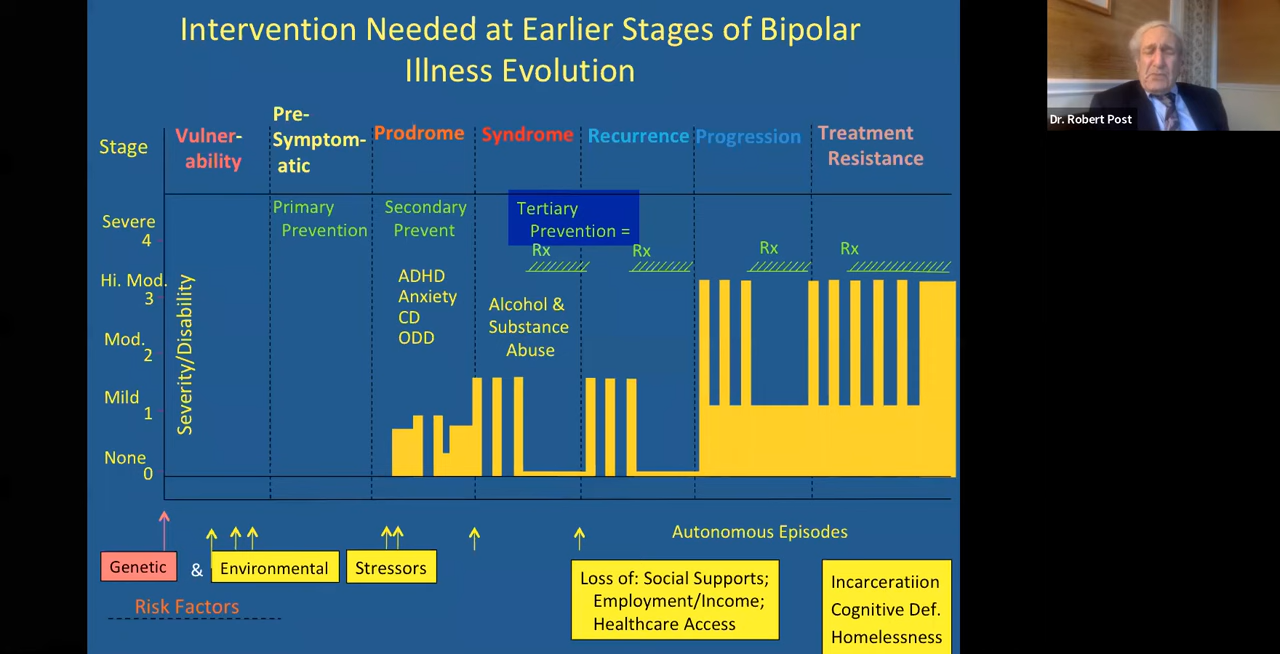 Intervention Needed at Earlier Stages of Bipolar
Illness Evolution
Dr. Robert Post
Stage
Vulner-
ability
Pre-
Symptom-
atic
Prodrome
Syndrome
Recurrence
Progression
Treatment
Resistance
Severe
4
Hi. Mod.
3
Mod.
2
Mild
1
None
0
Severity/Disability
Primary
Prevention
Secondary
Prevent
Tertiary
Prevention =
Rx
Rx
Rx
Rx
ADHD
Anxiety
CD
ODD
Alcohol &
Substance
Abuse
Autonomous Episodes
Genetic
&
Environmental
Stressors
Risk Factors
Loss of: Social Supports;
Employment/Income;
Healthcare Access
Incarceratiion
Cognitive Def.
Homelessness